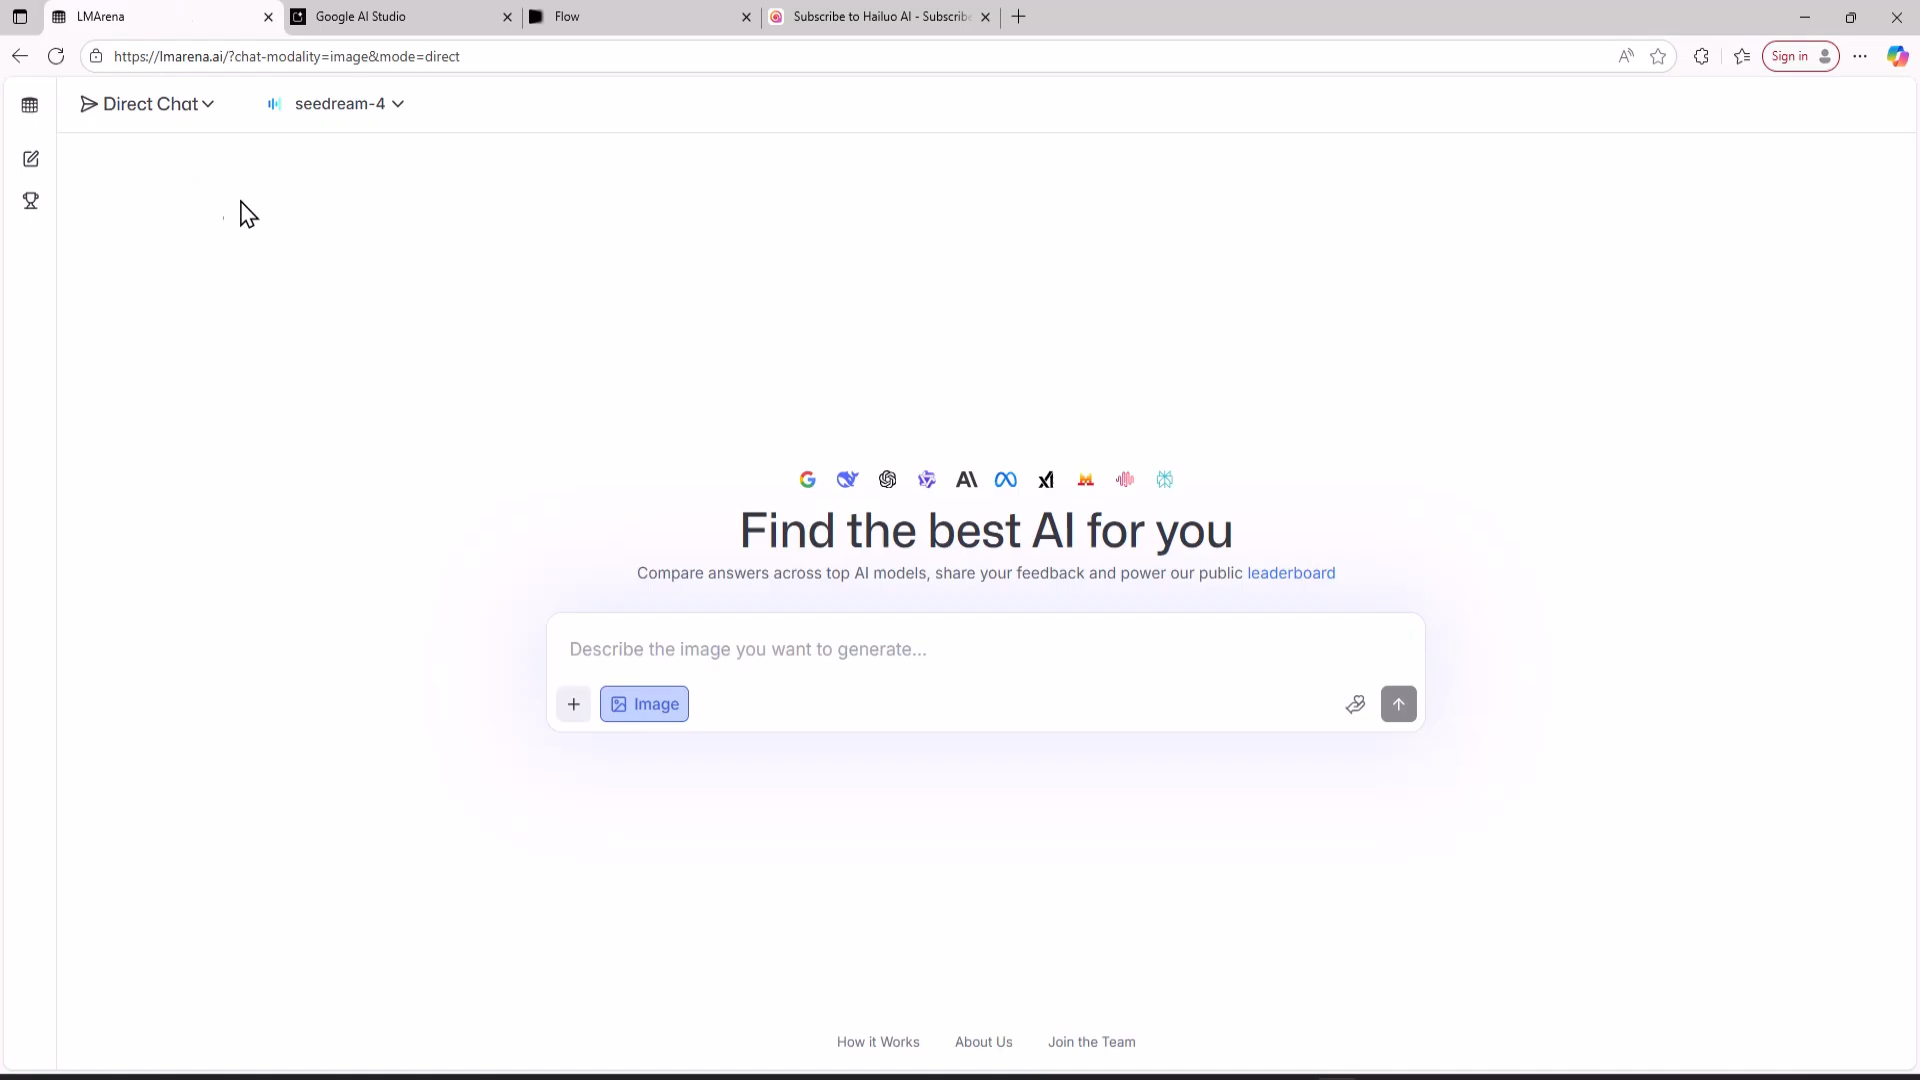 LMArena
Google AI Studio
Flow
Subscribe to Hailuo AI - Subscribe
https://lmarena.ai/?chat-modality=image&mode=direct
Sign in
Direct Chat
seedream-4
Find the best AI for you
Compare answers across top AI models, share your feedback and power our public leaderboard
Describe the image you want to generate...
Image
How it Works
About Us
Join the Team